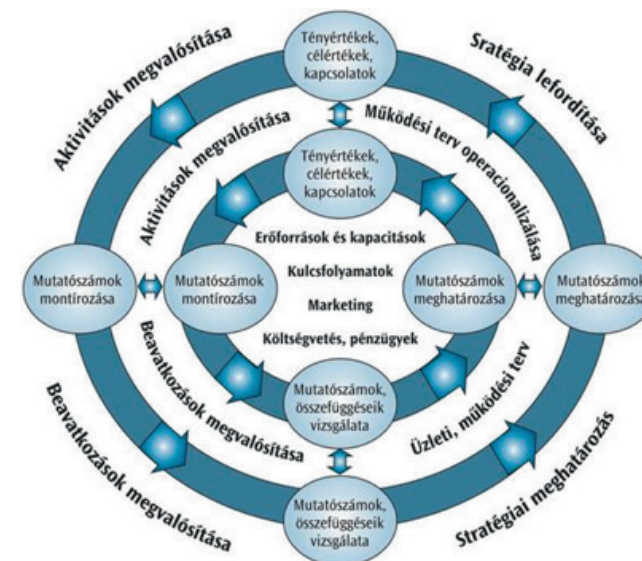 Tényértékek,
célértékek,
kapcsolatok
Aktivitások megvalósítása
Sratégia lefordítása
Aktivitások megvalósítása
Működési terv operacionalizálása
Tényértékek,
célértékek,
kapcsolatok
Erőforrások és kapacitások
Kulcsfolyamatok
Marketing
Költségvetés, pénzügyek
Mutatószámok
montírozása
Mutatószámok
montírozása
Mutatószámok
meghatározása
Mutatószámok
meghatározása
Beavatkozások megvalósítása
Üzleti, működési terv
Mutatószámok,
összefüggéseik
vizsgálata
Beavatkozások megvalósítása
Stratégiai meghatározás
Mutatószámok,
összefüggéseik
vizsgálata